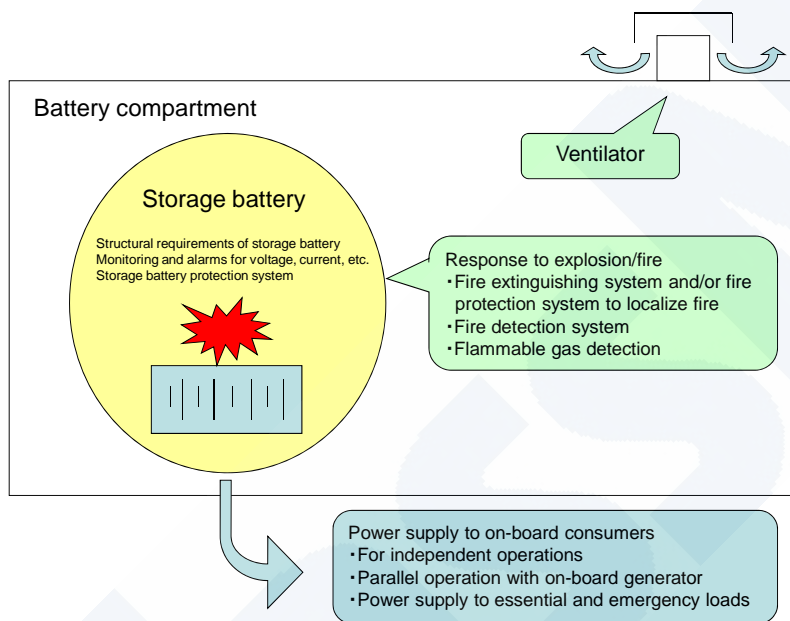 Battery compartment
Ventilator
Storage battery
Structural requirements of storage battery
Monitoring and alarms for voltage, current, etc.
Storage battery protection system
Response to explosion/fire
・Fire extinguishing system and/or fire
protection system to localize fire
・Fire detection system
・Flammable gas detection
Power supply to on-board consumers
・For independent operations
・Parallel operation with on-board generator
・Power supply to essential and emergency loads